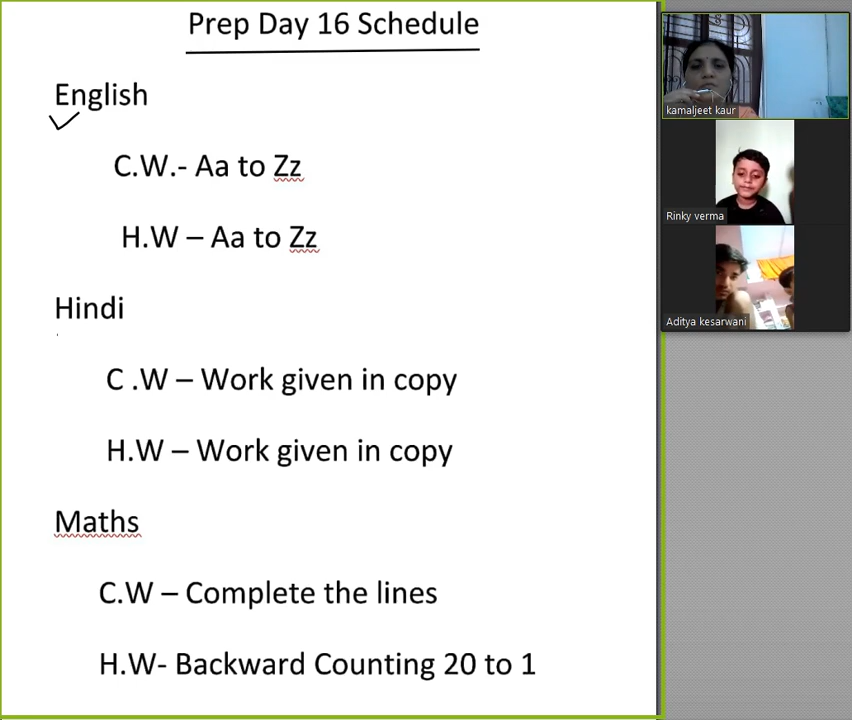 Prep Day 16 Schedule
English
C.W.- Aa to Zz
H.W – Aa to Zz
Hindi
C .W – Work given in copy
H.W – Work given in copy
Maths
C.W – Complete the lines
H.W- Backward Counting 20 to 1
kamaljeet kaur
Rinky verma
Aditya kesarwani